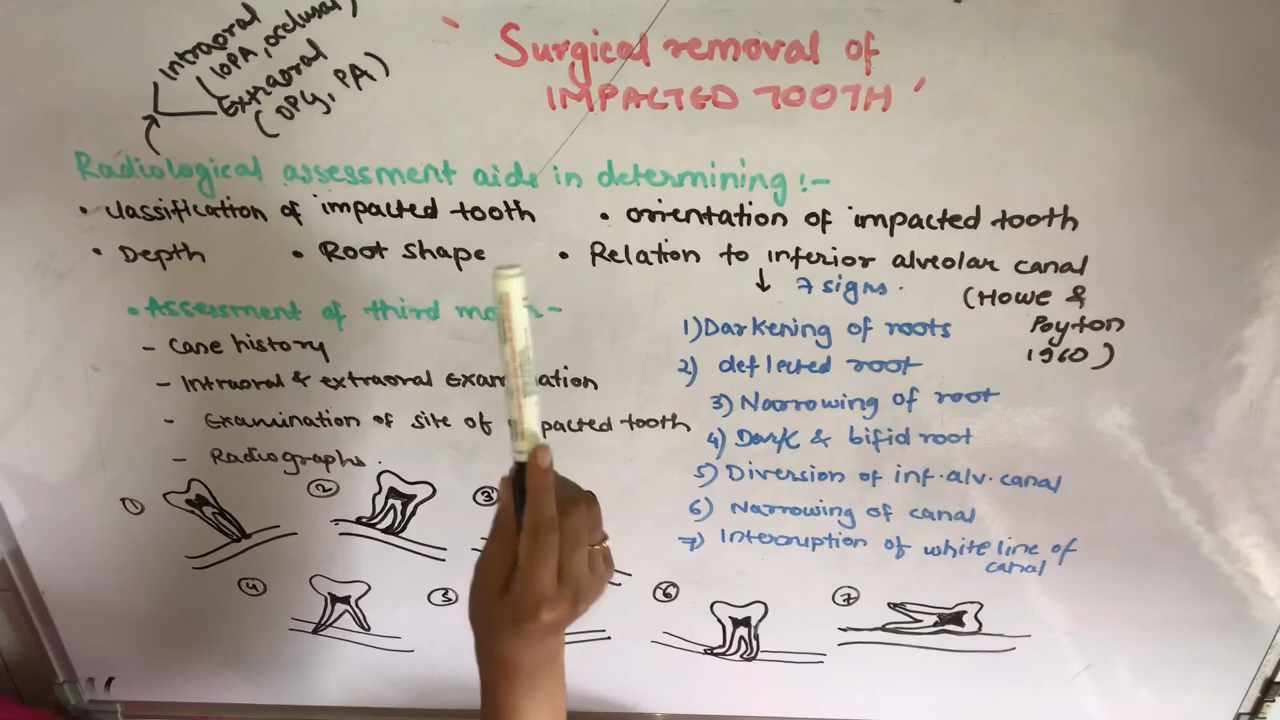 Intraoral
(IOPA, occlusal)
Extraoral
(OPG, PA)
' Surgical removal of
IMPACTED TOOTH '
Radiological assessment aids in determining :-
• classification of impacted tooth • orientation of impacted tooth
• Depth • Root shape • Relation to inferior alveolar canal
↓ 7 signs. (Howe &
Poyton
1960)
• Assessment of third :-
- Case history
- Intraoral & extraoral
- Examination of site of tooth
- Radiographs.
1) Darkening of roots
2) deflected root
3) Narrowing of root
4) Dark & bifid root
5) Diversion of inf. alv. canal
6) Narrowing of canal
7) Interruption of white line of
canal
① ② ③
④ ⑤ ⑥ ⑦